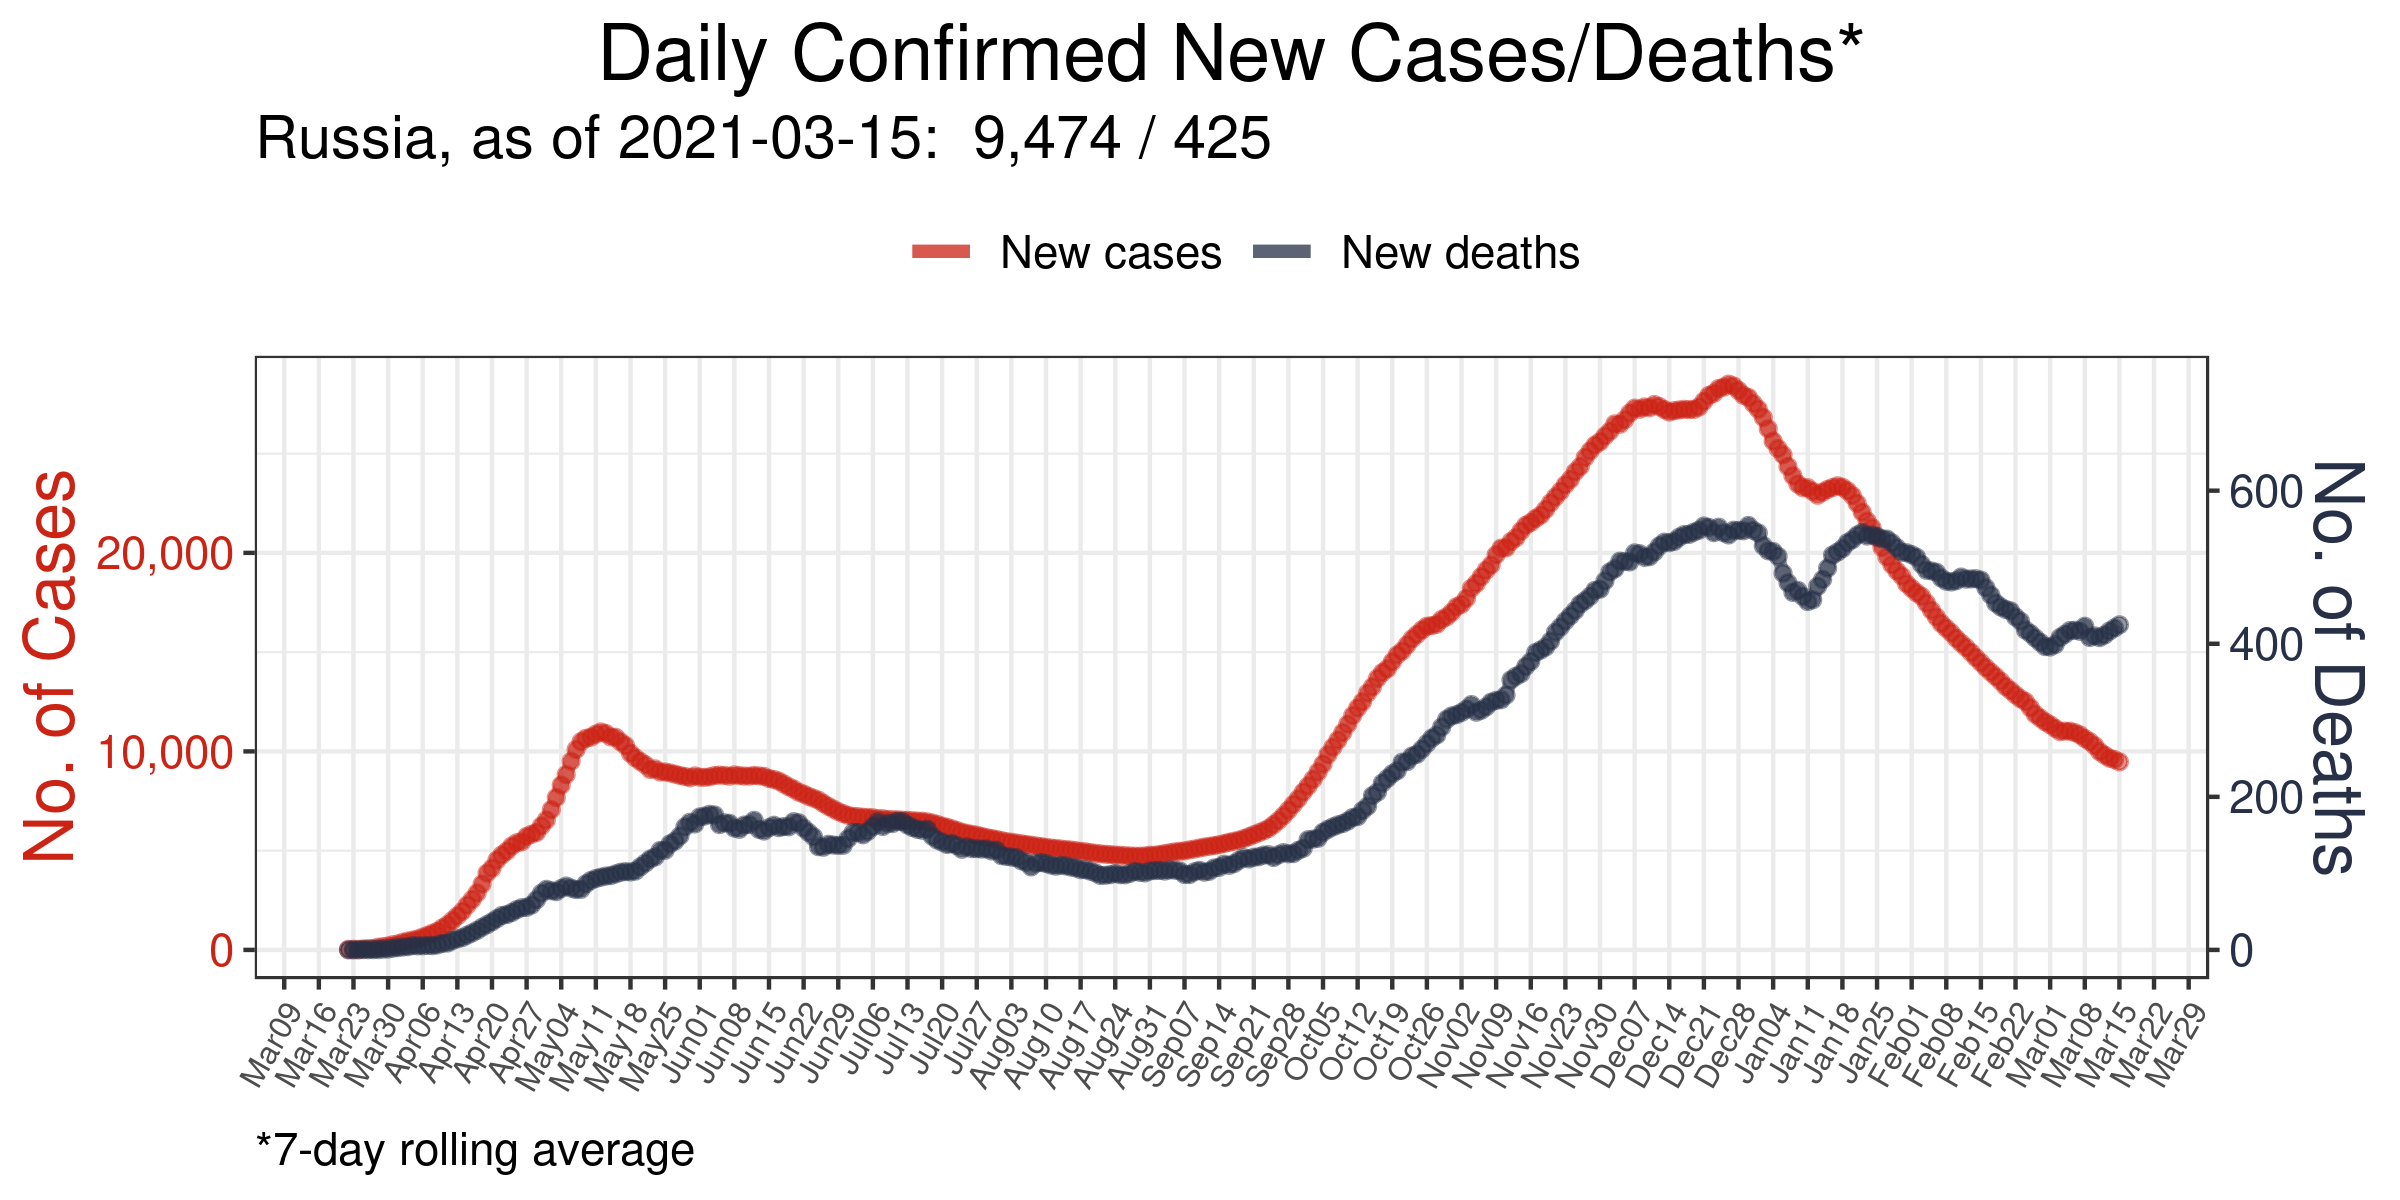 Daily Confirmed New Cases/Deaths*
Russia, as of 2021-03-15:  9,474 / 425
New cases
New deaths
No. of Cases
20,000
10,000
0
600
400
200
0
No. of Deaths
Mar09
Mar16
Mar23
Mar30
Apr06
Apr13
Apr20
Apr27
May04
May11
May18
May25
Jun01
Jun08
Jun15
Jun22
Jun29
Jul06
Jul13
Jul20
Jul27
Aug03
Aug10
Aug17
Aug24
Aug31
Sep07
Sep14
Sep21
Sep28
Oct05
Oct12
Oct19
Oct26
Nov02
Nov09
Nov16
Nov23
Nov30
Dec07
Dec14
Dec21
Dec28
Jan04
Jan11
Jan18
Jan25
Feb01
Feb08
Feb15
Feb22
Mar01
Mar08
Mar15
Mar22
Mar29
*7-day rolling average